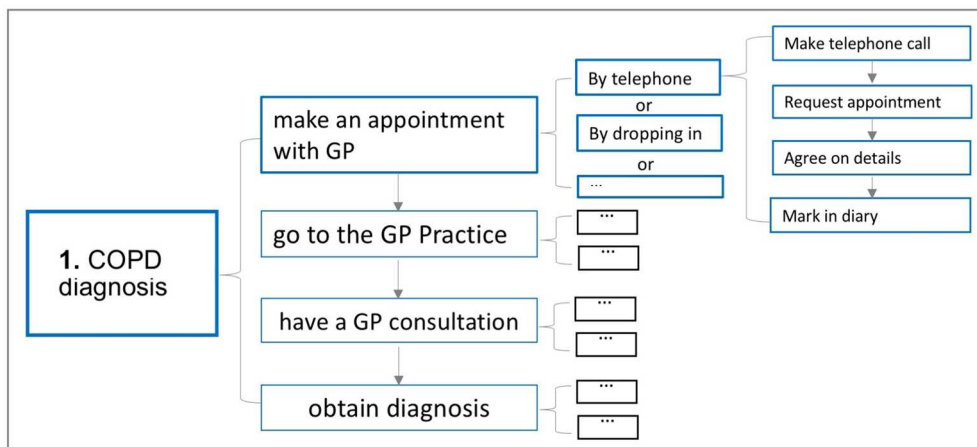 1. COPD
diagnosis
make an appointment
with GP
By telephone
or
By dropping in
or
...
Make telephone call
Request appointment
Agree on details
Mark in diary
go to the GP Practice
...
...
have a GP consultation
...
...
obtain diagnosis
...
...